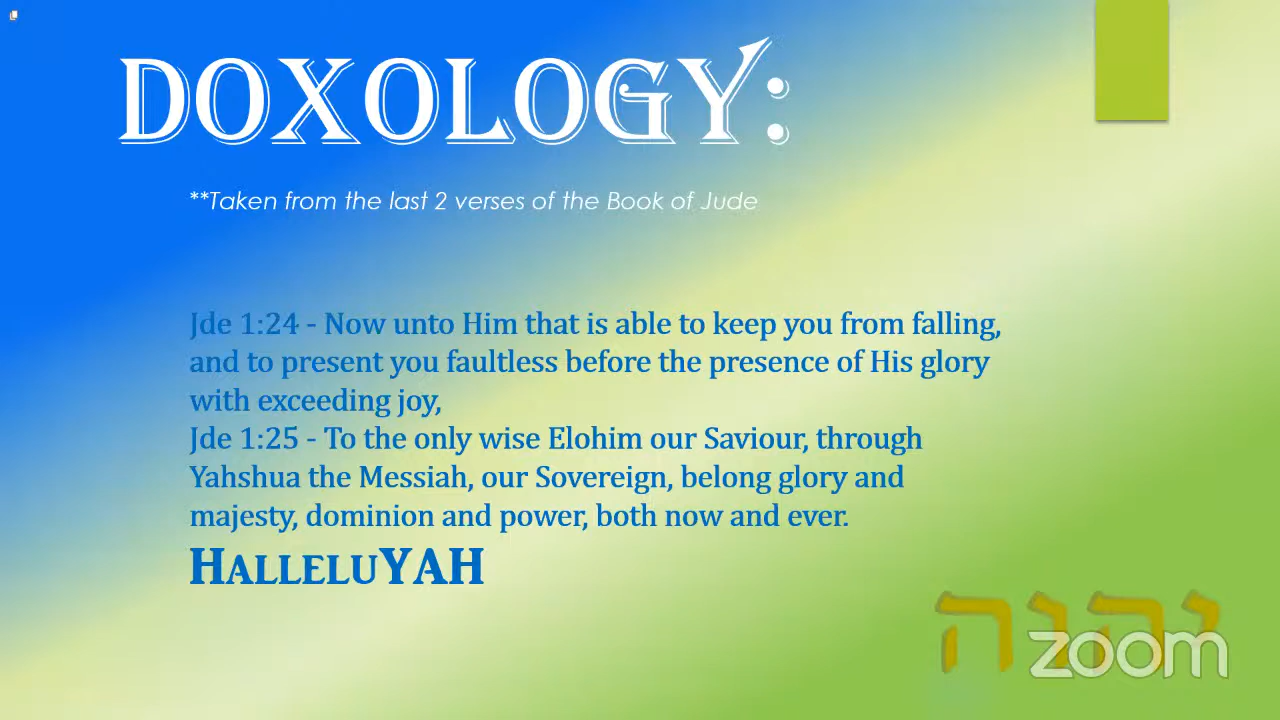 DOXOLOGY:
**Taken from the last 2 verses of the Book of Jude
Jde 1:24 - Now unto Him that is able to keep you from falling,
and to present you faultless before the presence of His glory
with exceeding joy,
Jde 1:25 - To the only wise Elohim our Saviour, through
Yahshua the Messiah, our Sovereign, belong glory and
majesty, dominion and power, both now and ever.
HALLELUYAH
יהוה
zoom